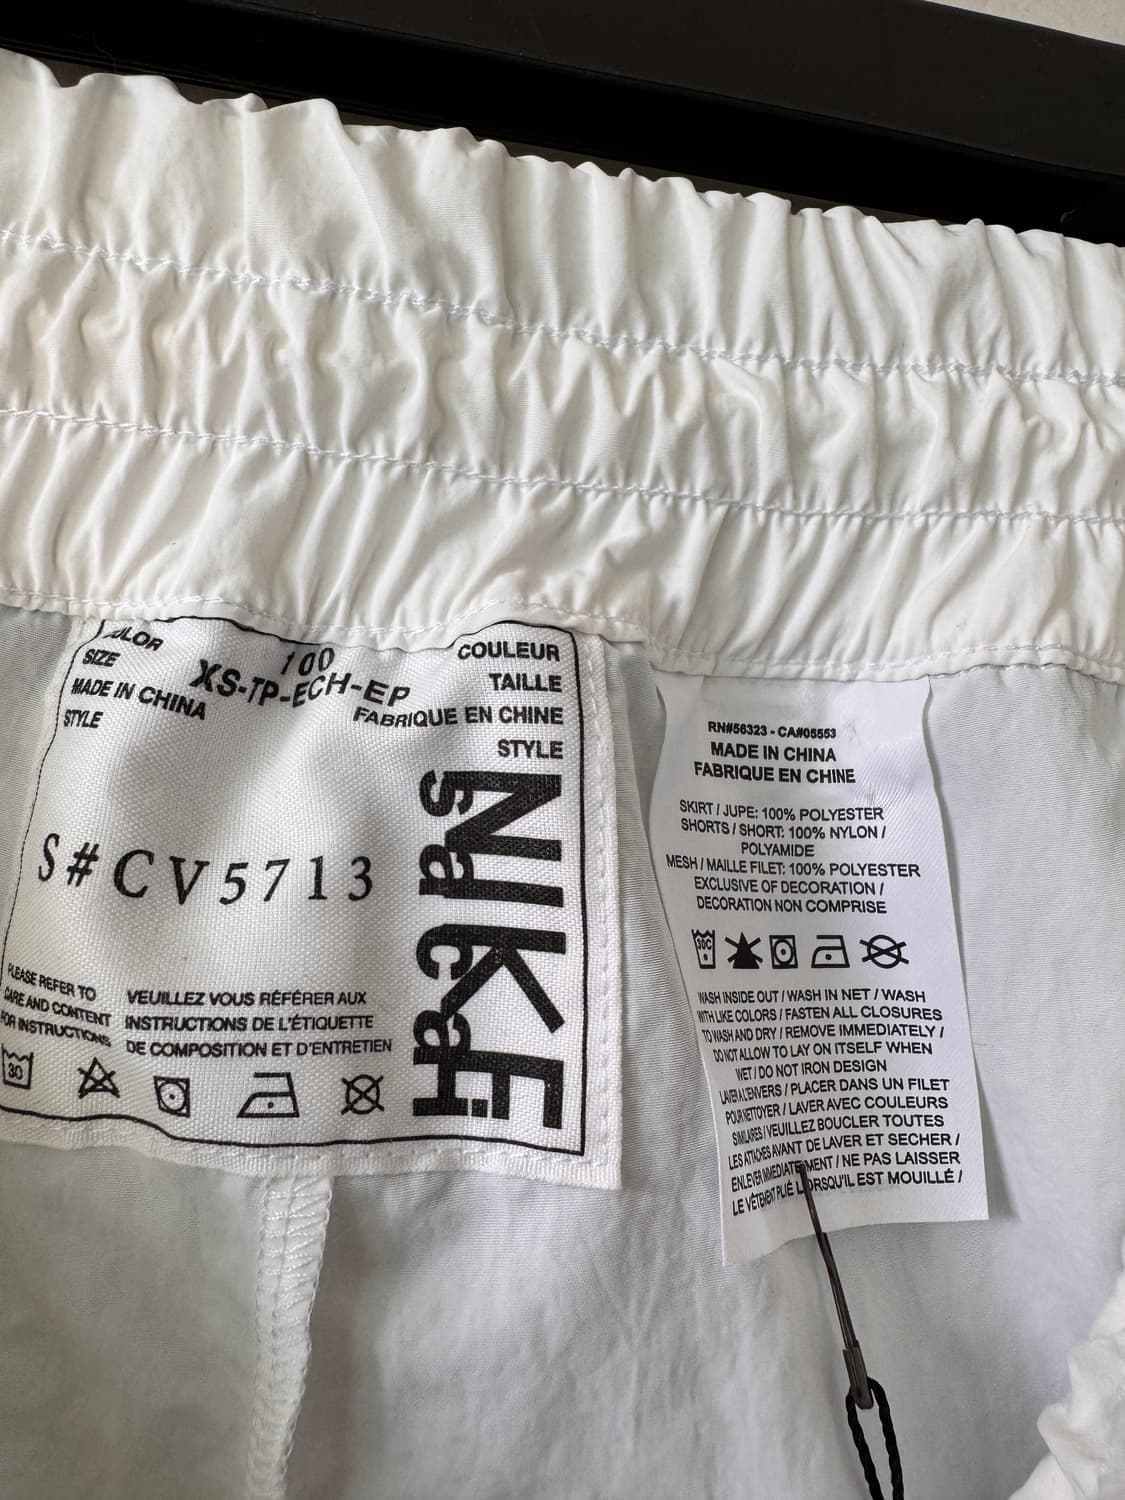 COLOR 100 COULEUR
SIZE XS-TP-ECH-EP TAILLE
MADE IN CHINA FABRIQUE EN CHINE
STYLE STYLE
S#CV5713
NIKE
sacai
PLEASE REFER TO
CARE AND CONTENT
FOR INSTRUCTIONS
VEUILLEZ VOUS RÉFÉRER AUX
INSTRUCTIONS DE L'ÉTIQUETTE
DE COMPOSITION ET D'ENTRETIEN
30
RN#56323 - CA#05553
MADE IN CHINA
FABRIQUE EN CHINE
SKIRT / JUPE: 100% POLYESTER
SHORTS / SHORT: 100% NYLON /
POLYAMIDE
MESH / MAILLE FILET: 100% POLYESTER
EXCLUSIVE OF DECORATION /
DECORATION NON COMPRISE
30C
WASH INSIDE OUT / WASH IN NET / WASH
WITH LIKE COLORS / FASTEN ALL CLOSURES
TO WASH AND DRY / REMOVE IMMEDIATELY /
DO NOT ALLOW TO LAY ON ITSELF WHEN
WET / DO NOT IRON DESIGN
LAVER A L'ENVERS / PLACER DANS UN FILET
POUR NETTOYER / LAVER AVEC COULEURS
SIMILAIRES / VEUILLEZ BOUCLER TOUTES
LES ATTACHES AVANT DE LAVER ET SECHER /
ENLEVER IMMEDIATEMENT / NE PAS LAISSER
LE VÊTEMENT PLIÉ LORSQU'IL EST MOUILLÉ /